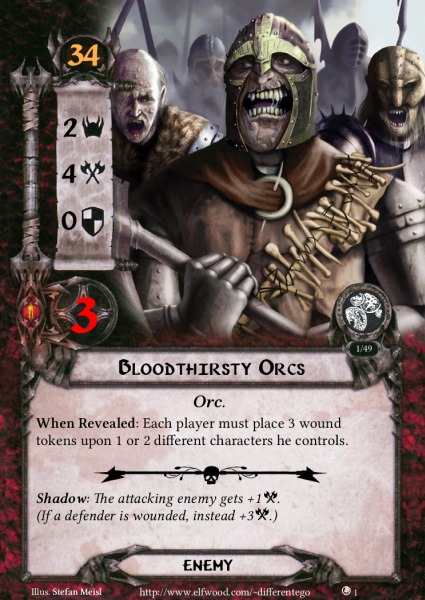 34
2
4
0
3
1/49
Bloodthirsty Orcs
Orc.
When Revealed: Each player must place 3 wound
tokens upon 1 or 2 different characters he controls.
Shadow: The attacking enemy gets +1.
(If a defender is wounded, instead +3.)
ENEMY
Illus. Stefan Meisl http://www.elfwood.com/~differentego 1